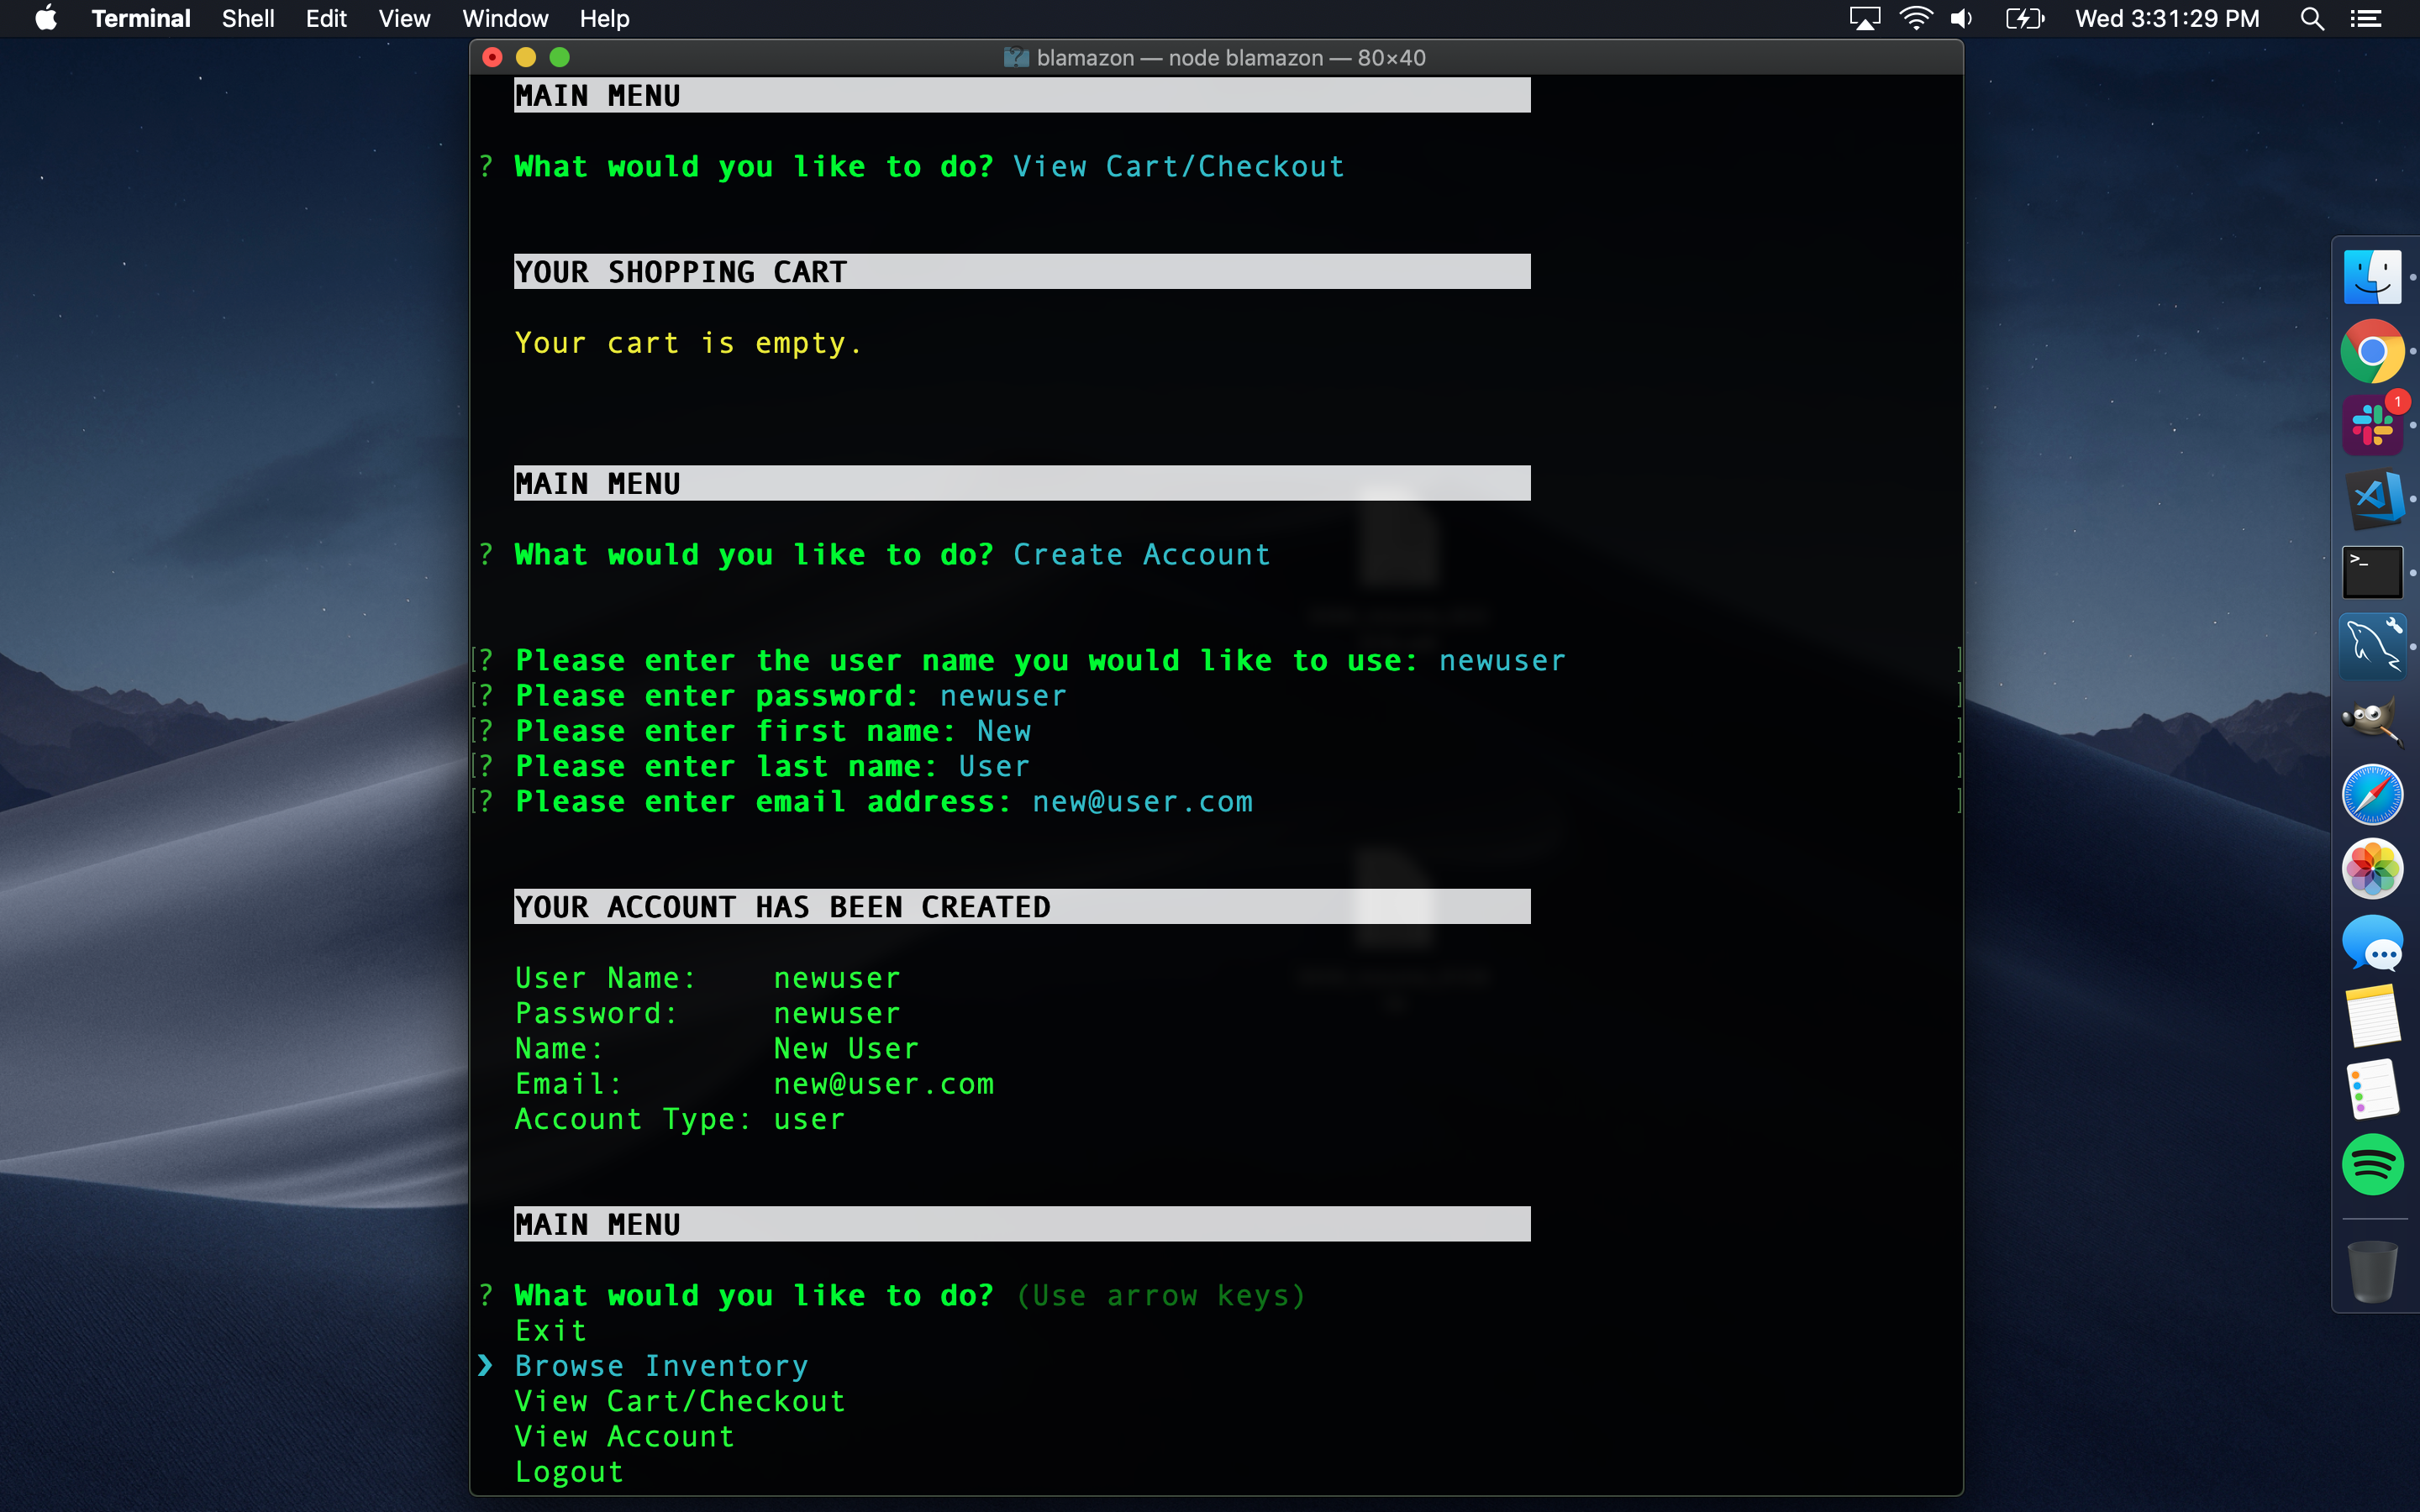 Terminal Shell Edit View Window Help Wed 3:31:29 PM
blamazon — node blamazon — 80×40
MAIN MENU
? What would you like to do? View Cart/Checkout
YOUR SHOPPING CART
Your cart is empty.
MAIN MENU
? What would you like to do? Create Account
[? Please enter the user name you would like to use: newuser ]
[? Please enter password: newuser ]
[? Please enter first name: New ]
[? Please enter last name: User ]
[? Please enter email address: new@user.com ]
YOUR ACCOUNT HAS BEEN CREATED
User Name: newuser
Password: newuser
Name: New User
Email: new@user.com
Account Type: user
MAIN MENU
? What would you like to do? (Use arrow keys)
Exit
❯ Browse Inventory
View Cart/Checkout
View Account
Logout
1
>_